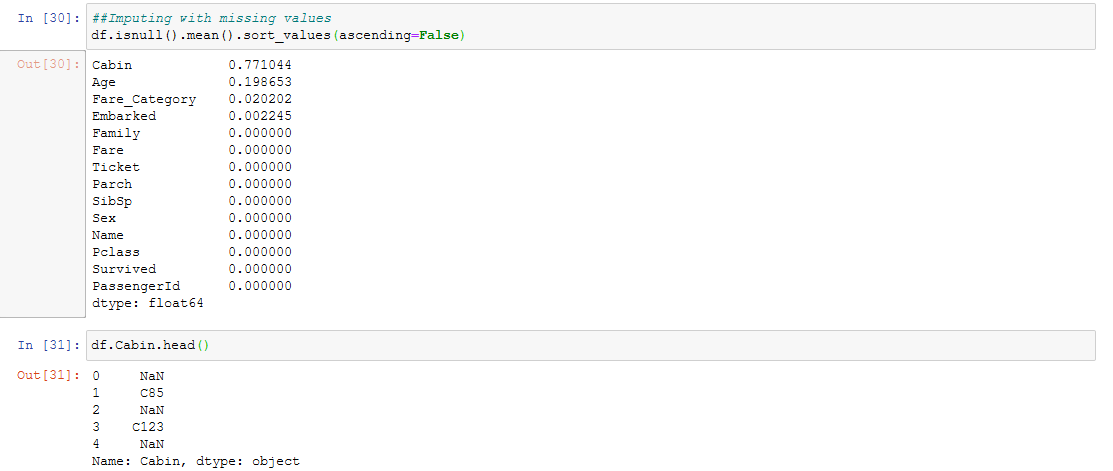 In [30]: ##Imputing with missing values
df.isnull().mean().sort_values(ascending=False)
Out[30]: Cabin 0.771044
Age 0.198653
Fare_Category 0.020202
Embarked 0.002245
Family 0.000000
Fare 0.000000
Ticket 0.000000
Parch 0.000000
SibSp 0.000000
Sex 0.000000
Name 0.000000
Pclass 0.000000
Survived 0.000000
PassengerId 0.000000
dtype: float64
In [31]: df.Cabin.head()
Out[31]: 0 NaN
1 C85
2 NaN
3 C123
4 NaN
Name: Cabin, dtype: object